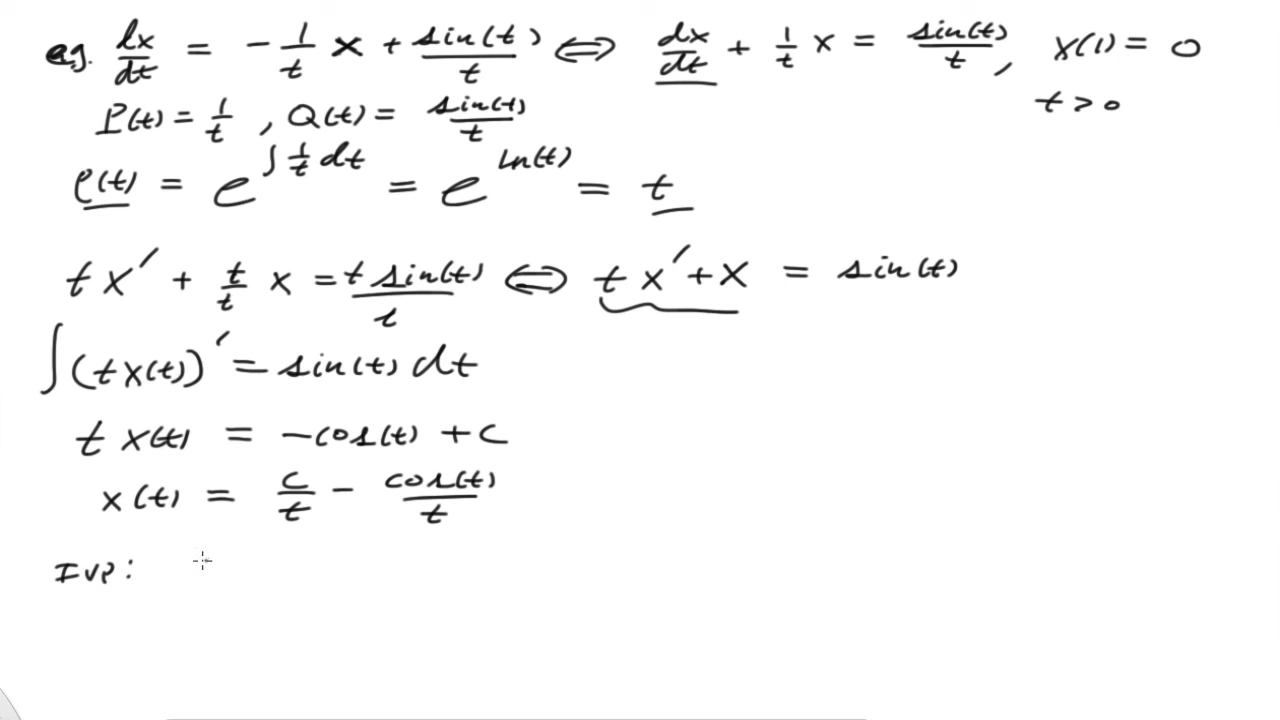 e.g. dx/dt = -1/t x + sin(t)/t ⟺ dx/dt + 1/t x = sin(t)/t, x(1) = 0
t > 0
P(t) = 1/t, Q(t) = sin(t)/t
ρ(t) = e^{∫ 1/t dt} = e^{ln(t)} = t
t x′ + t/t x = t sin(t)/t ⟺ t x′ + x = sin(t)
∫ (t x(t))′ = sin(t) dt
t x(t) = -cos(t) + C
x(t) = C/t - cos(t)/t
IVP: